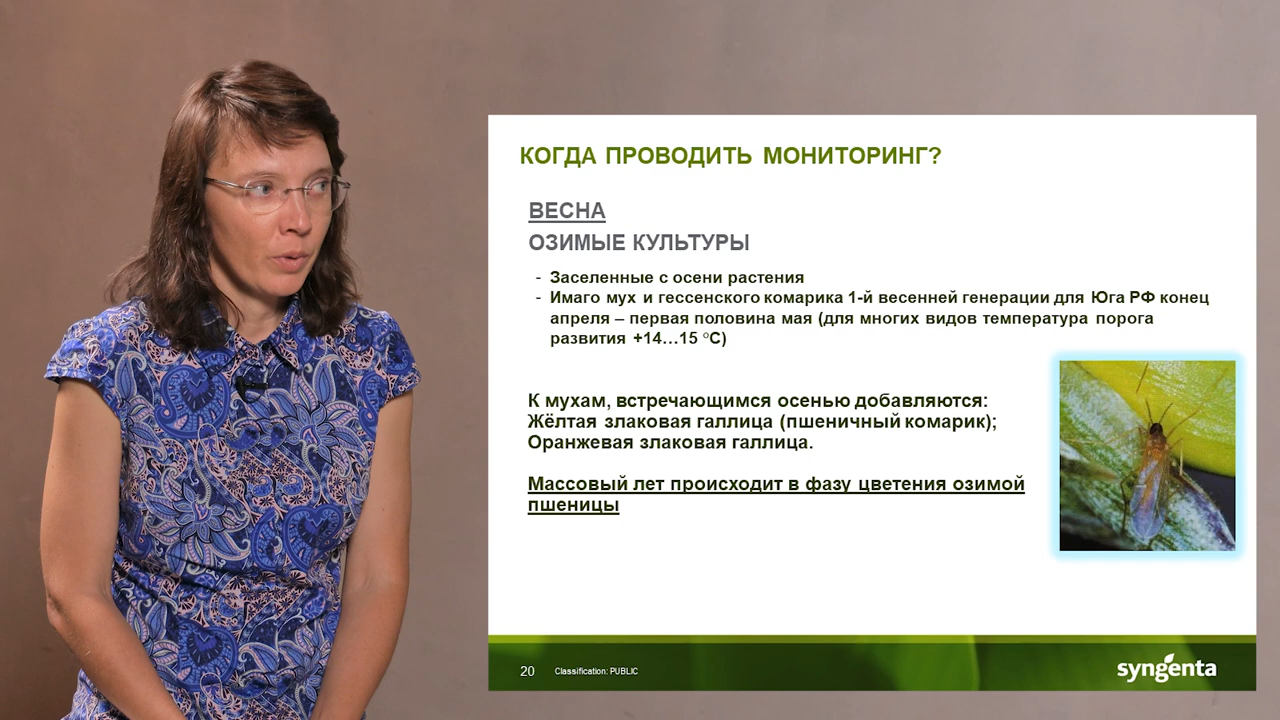 КОГДА ПРОВОДИТЬ МОНИТОРИНГ?
ВЕСНА
ОЗИМЫЕ КУЛЬТУРЫ
- Заселенные с осени растения
- Имаго мух и гессенского комарика 1-й весенней генерации для Юга РФ конец
апреля – первая половина мая (для многих видов температура порога
развития +14…15 °С)
К мухам, встречающимся осенью добавляются:
Жёлтая злаковая галлица (пшеничный комарик);
Оранжевая злаковая галлица.
Массовый лет происходит в фазу цветения озимой
пшеницы
20 Classification: PUBLIC
syngenta